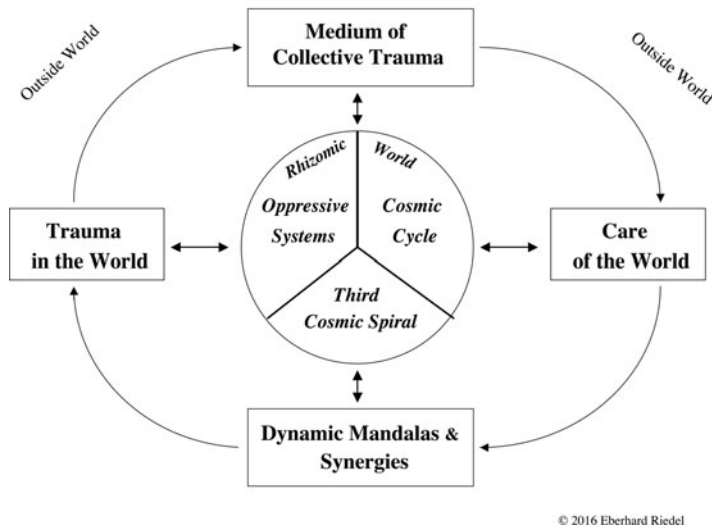 Medium of
Collective Trauma
Outside World
Outside World
Rhizomic
World
Oppressive
Systems
Cosmic
Cycle
Trauma
in the World
Care
of the World
Third
Cosmic Spiral
Dynamic Mandalas &
Synergies
© 2016 Eberhard Riedel